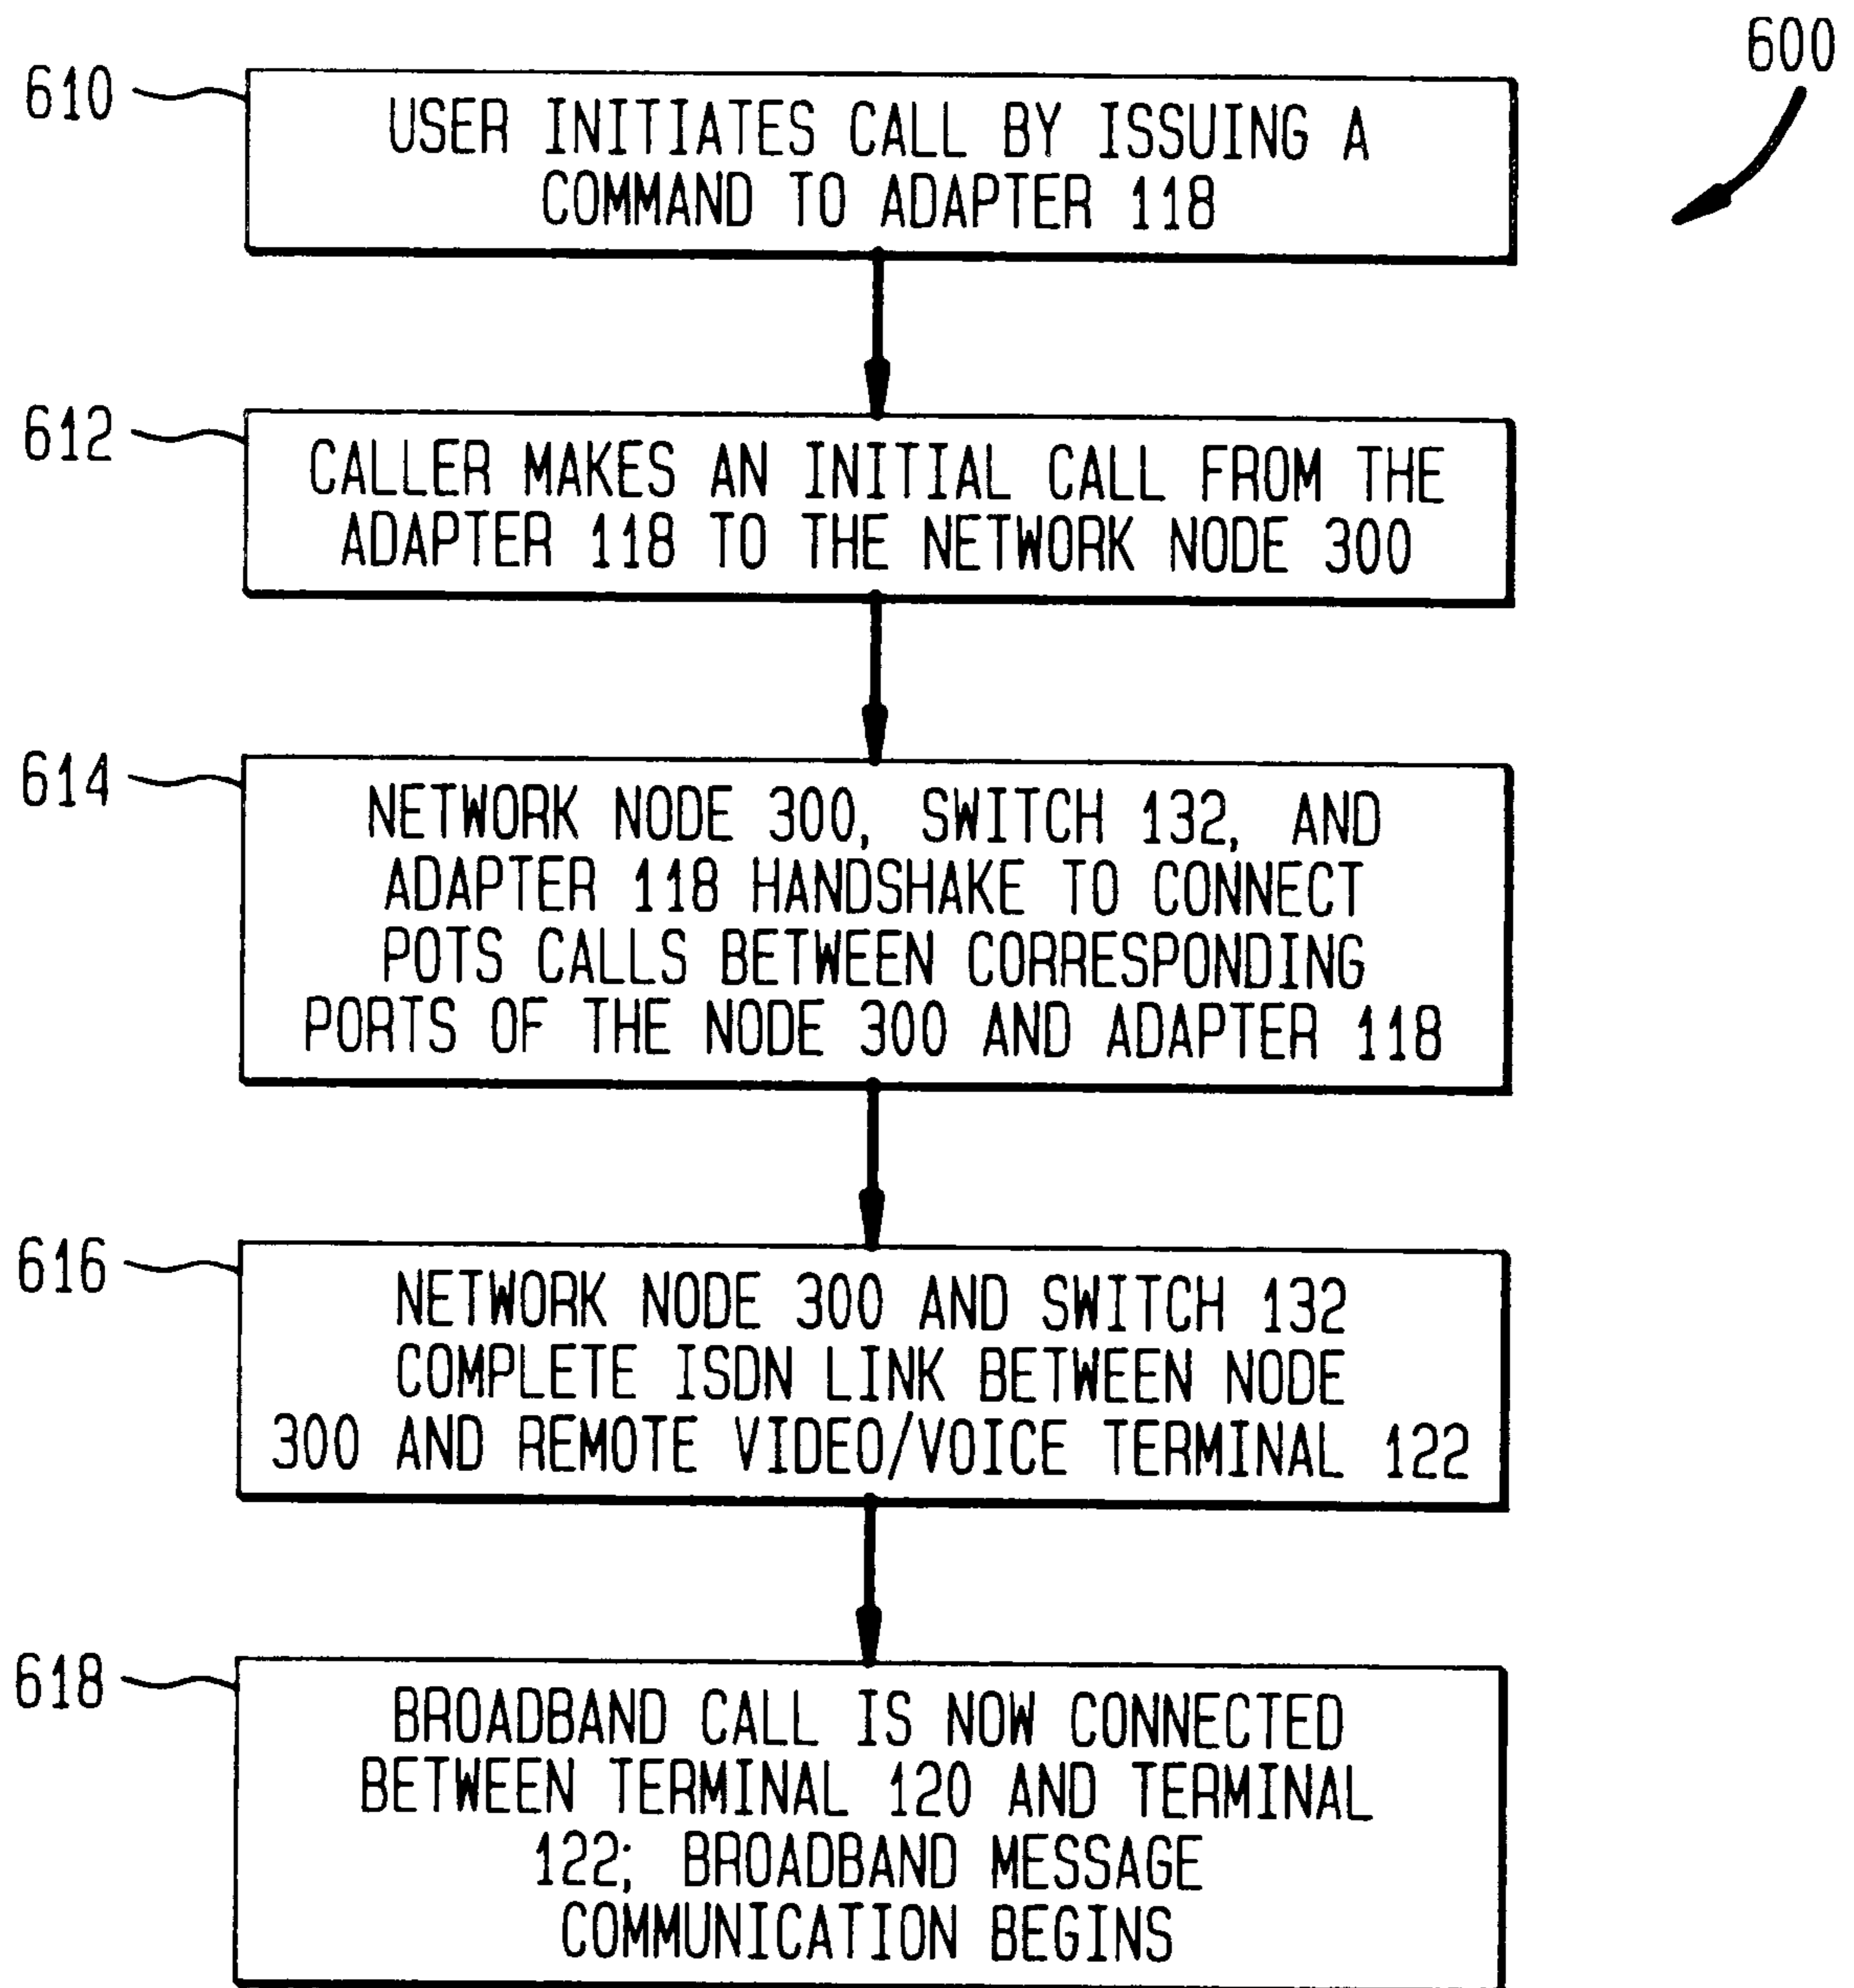 600
610
USER INITIATES CALL BY ISSUING A
COMMAND TO ADAPTER 118
612
CALLER MAKES AN INITIAL CALL FROM THE
ADAPTER 118 TO THE NETWORK NODE 300
614
NETWORK NODE 300, SWITCH 132, AND
ADAPTER 118 HANDSHAKE TO CONNECT
POTS CALLS BETWEEN CORRESPONDING
PORTS OF THE NODE 300 AND ADAPTER 118
616
NETWORK NODE 300 AND SWITCH 132
COMPLETE ISDN LINK BETWEEN NODE
300 AND REMOTE VIDEO/VOICE TERMINAL 122
618
BROADBAND CALL IS NOW CONNECTED
BETWEEN TERMINAL 120 AND TERMINAL
122; BROADBAND MESSAGE
COMMUNICATION BEGINS